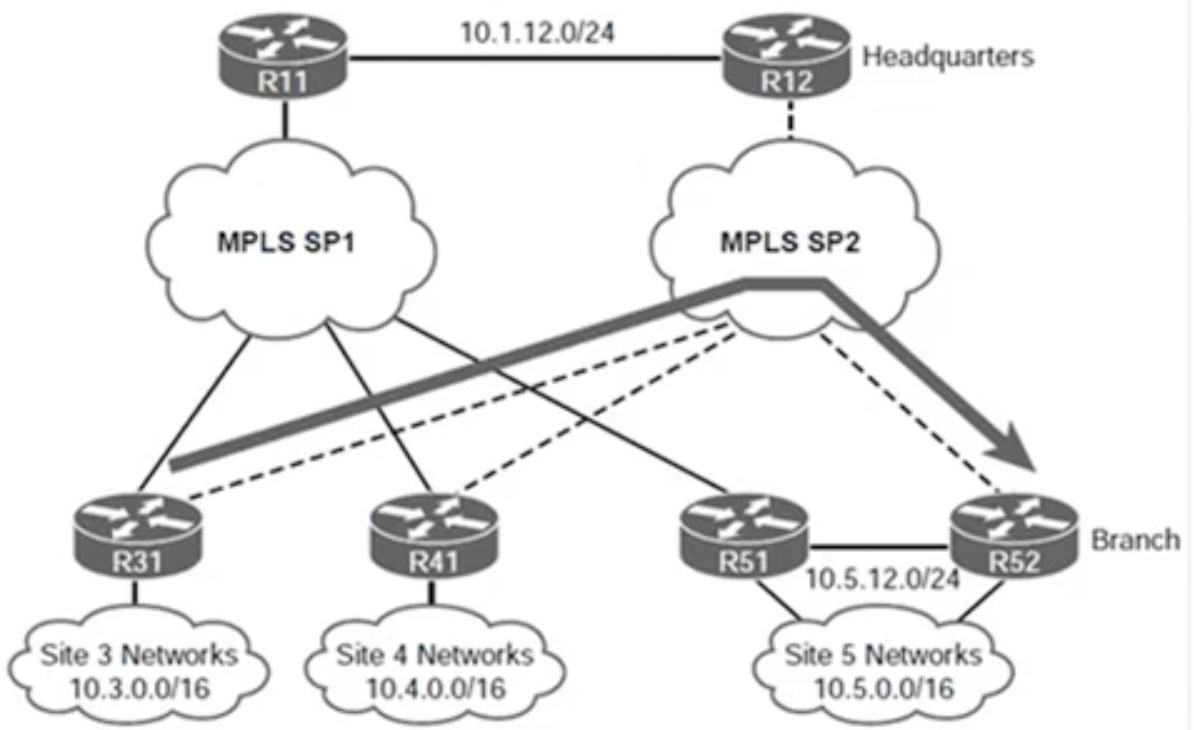 10.1.12.0/24
R11
R12
Headquarters
MPLS SP1
MPLS SP2
R31
R41
R51
R52
Branch
10.5.12.0/24
Site 3 Networks
10.3.0.0/16
Site 4 Networks
10.4.0.0/16
Site 5 Networks
10.5.0.0/16